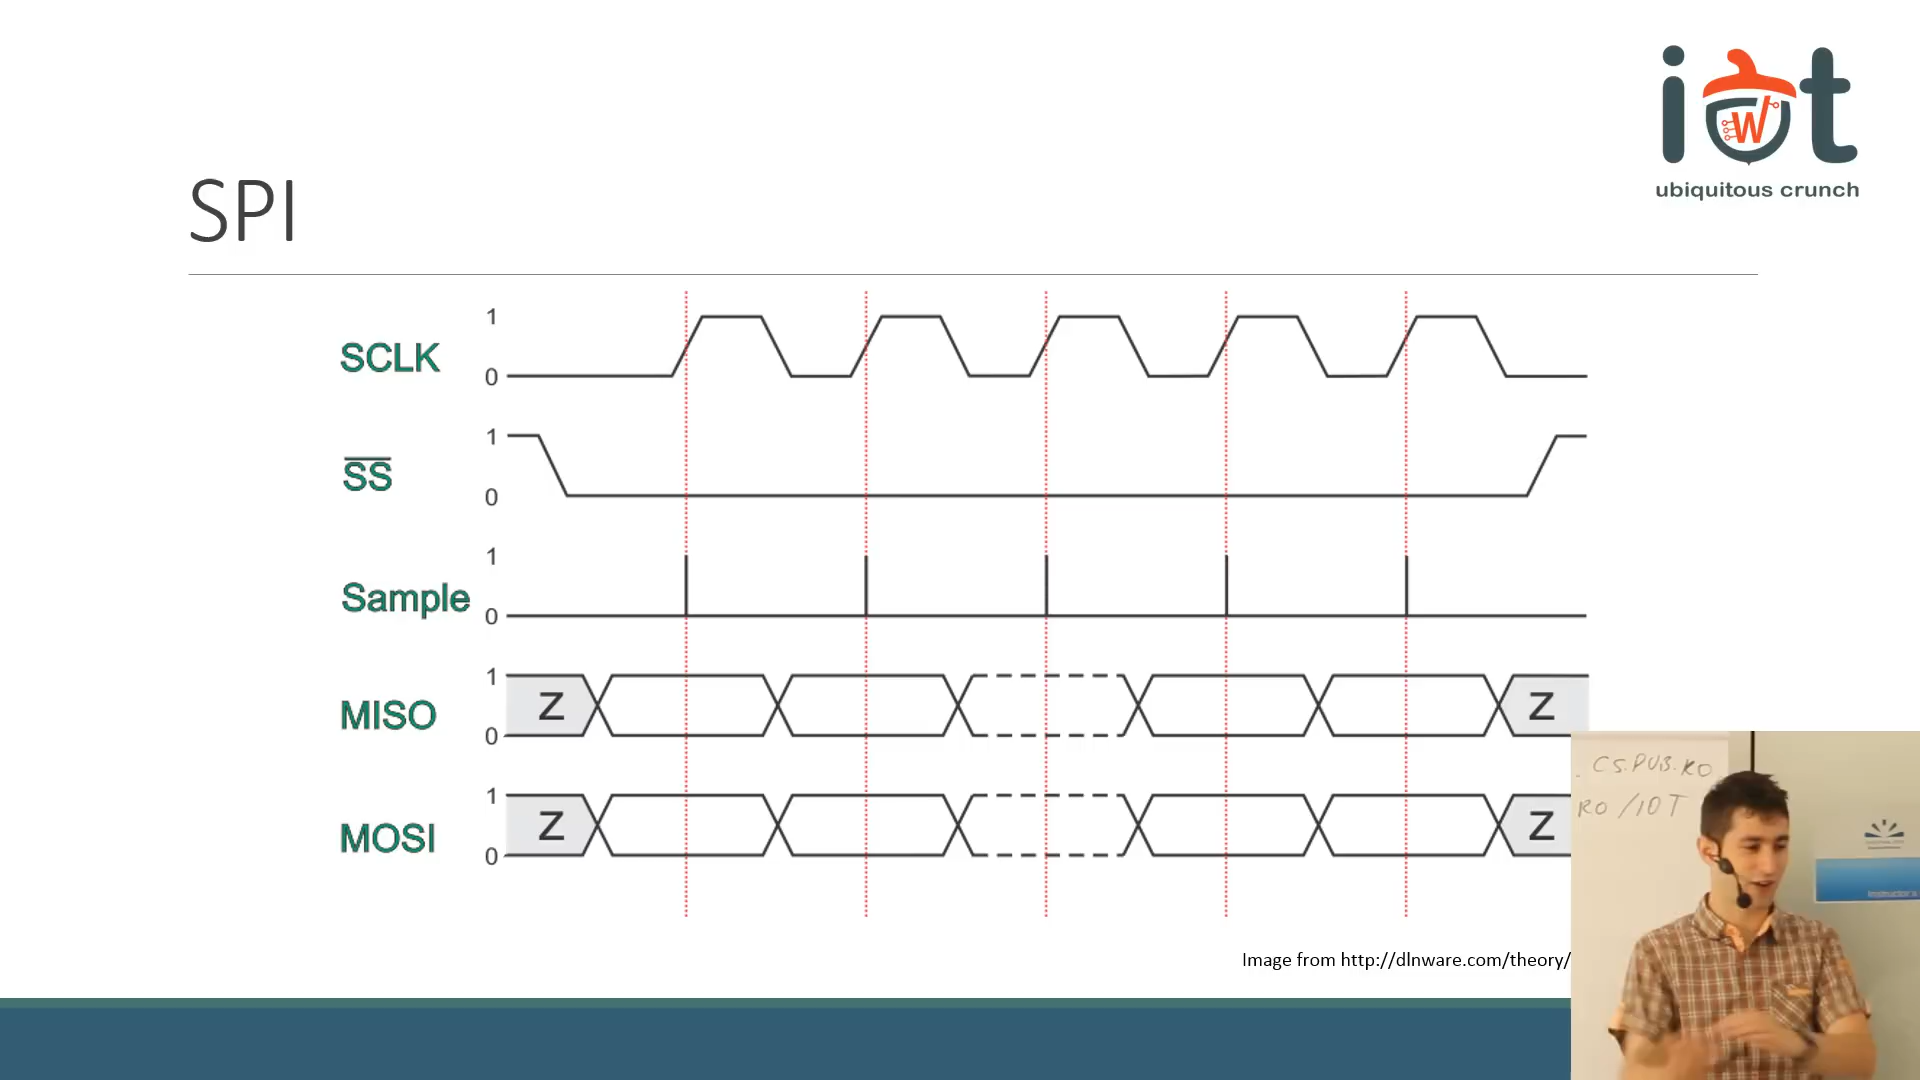 iot
W
ubiquitous crunch
SPI
SCLK
1
0
SS
1
0
Sample
1
0
MISO
1
0
Z
Z
MOSI
1
0
Z
Z
Image from http://dlnware.com/theory/
. CS.PUB.RO
RO/IOT